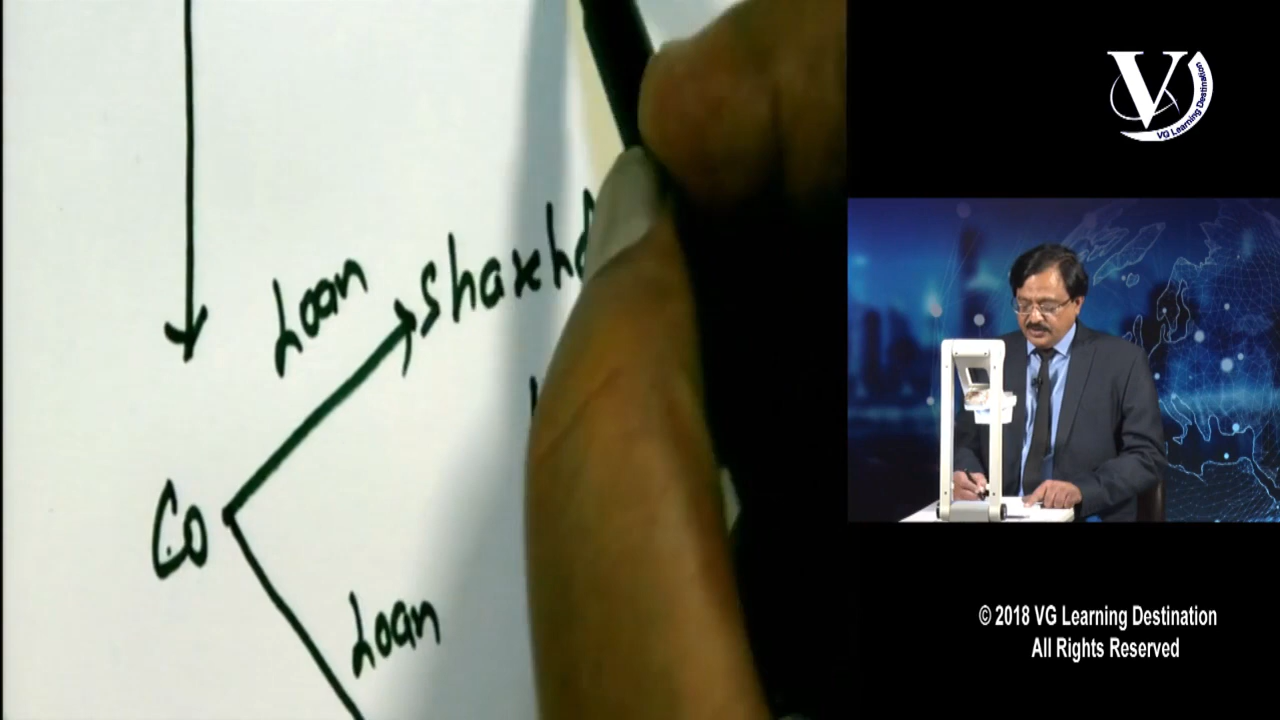 Loan
Co
Loan
V
VG Learning Destination
© 2018 VG Learning Destination
All Rights Reserved